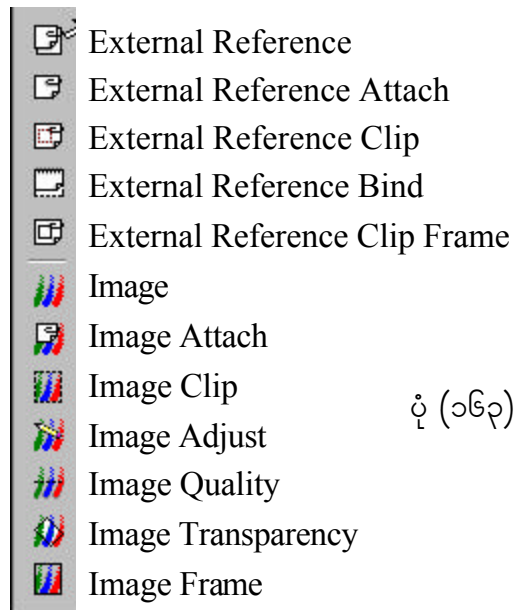 External Reference
External Reference Attach
External Reference Clip
External Reference Bind
External Reference Clip Frame
Image
Image Attach
Image Clip
ပုံ (၁၆၃)
Image Adjust
Image Quality
Image Transparency
Image Frame